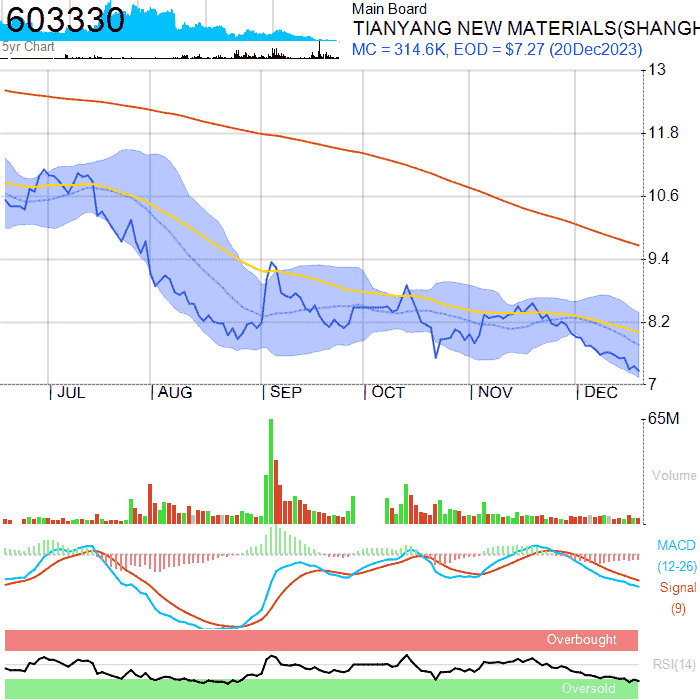 603330
5yr Chart
Main Board
TIANYANG NEW MATERIALS(SHANGH
MC = 314.6K, EOD = $7.27 (20Dec2023)
13
11.8
10.6
9.4
8.2
7
JUL AUG SEP OCT NOV DEC
65M
Volume
MACD
(12-26)
Signal
(9)
Overbought
RSI(14)
Oversold